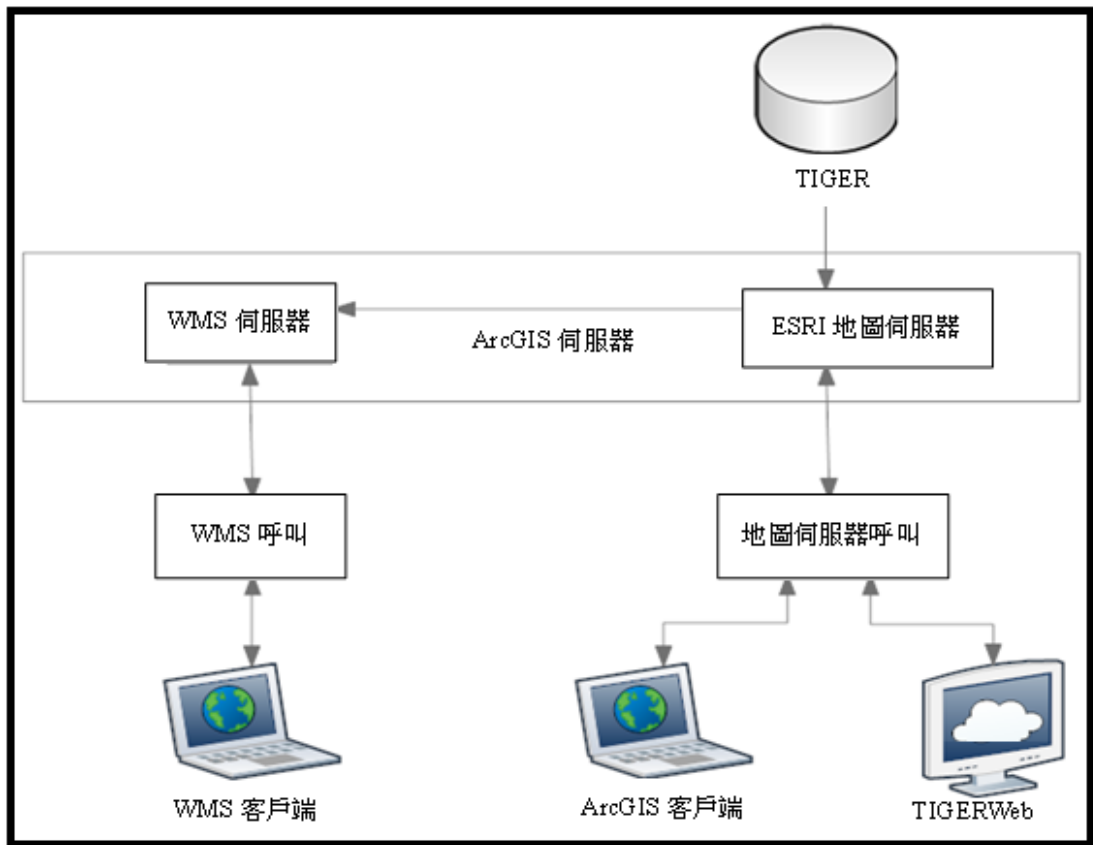 TIGER
WMS 伺服器
ArcGIS 伺服器
ESRI 地圖伺服器
WMS 呼叫
地圖伺服器呼叫
WMS 客戶端
ArcGIS 客戶端
TIGERWeb